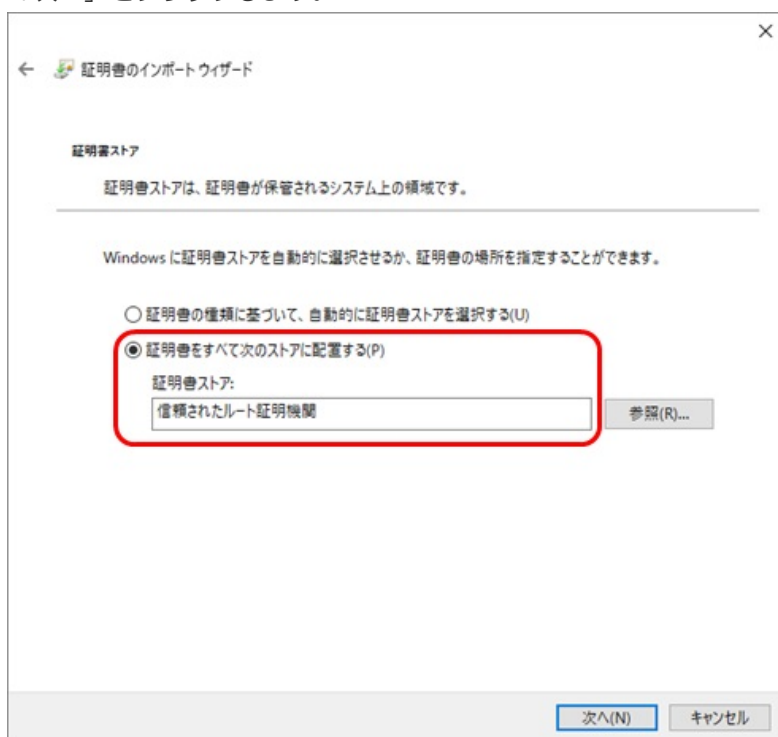 証明書のインポート ウィザード
証明書ストア
証明書ストアは、証明書が保管されるシステム上の領域です。
Windows に証明書ストアを自動的に選択させるか、証明書の場所を指定することができます。
証明書の種類に基づいて、自動的に証明書ストアを選択する(U)
証明書をすべて次のストアに配置する(P)
証明書ストア:
信頼されたルート証明機関
参照(R)...
次へ(N)
キャンセル